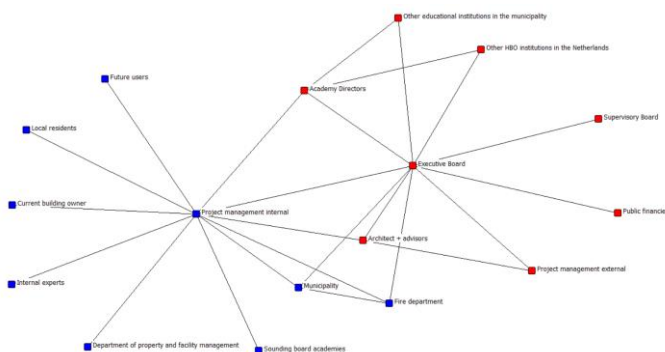 Other educational institutions in the municipality
Other HBO institutions in the Netherlands
Future users
Academy Directors
Supervisory Board
Local residents
Executive Board
Current building owner
Project management internal
Public financie
Architect + advisors
Project management external
Internal experts
Municipality
Fire department
Department of property and facility management
Sounding board academies